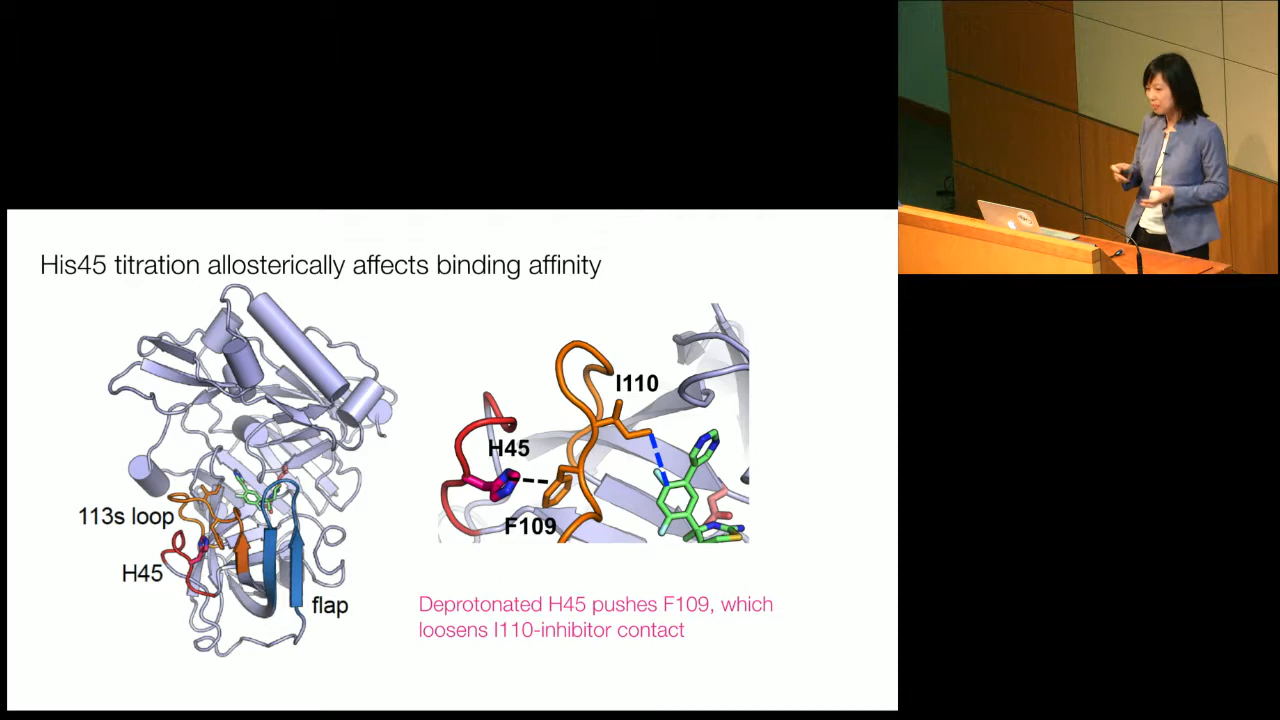 His45 titration allosterically affects binding affinity
113s loop
H45
flap
I110
H45
F109
Deprotonated H45 pushes F109, which
loosens I110-inhibitor contact